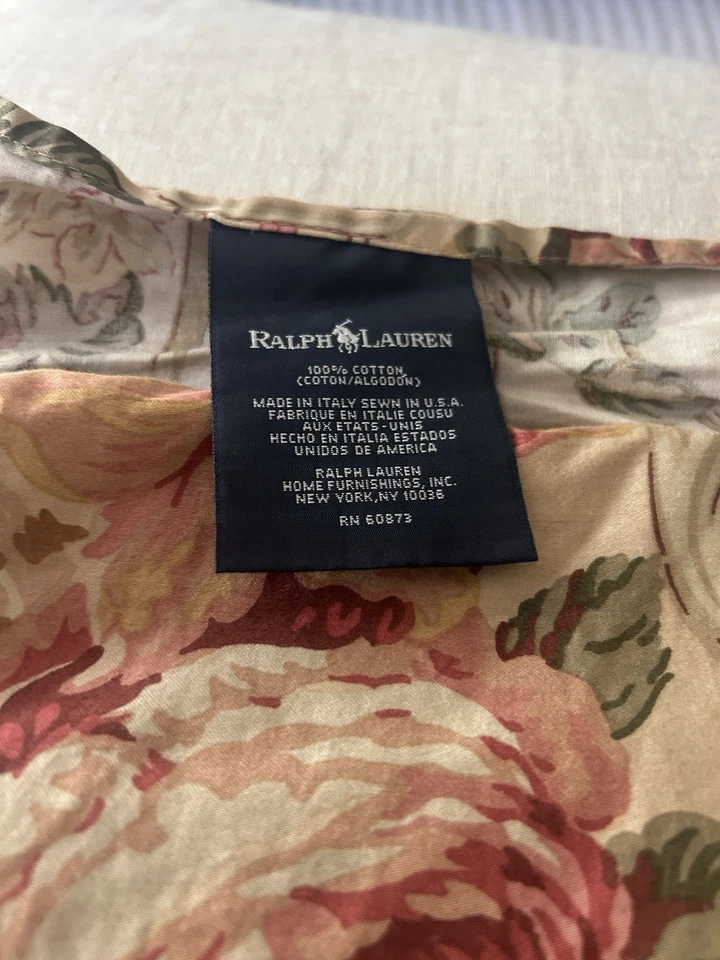 RALPH LAUREN
100% COTTON
(COTON/ALGODON)
MADE IN ITALY SEWN IN U.S.A.
FABRIQUE EN ITALIE COUSU
AUX ETATS-UNIS
HECHO EN ITALIA ESTADOS
UNIDOS DE AMERICA
RALPH LAUREN
HOME FURNISHINGS, INC.
NEW YORK,NY 10036
RN 60873